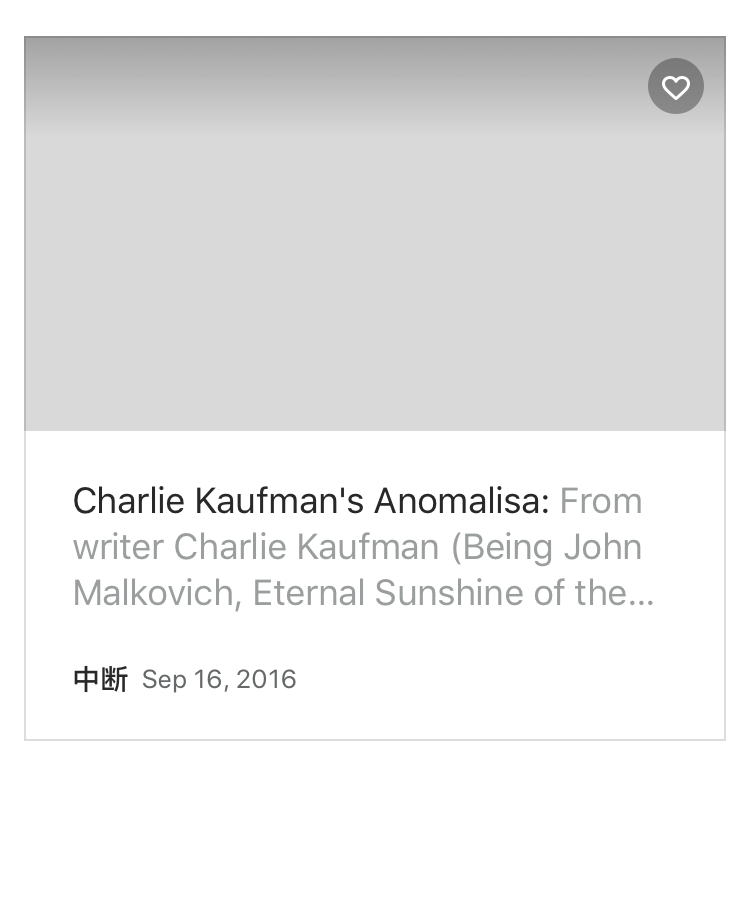 Charlie Kaufman's Anomalisa: From
writer Charlie Kaufman (Being John
Malkovich, Eternal Sunshine of the...
中断 Sep 16, 2016